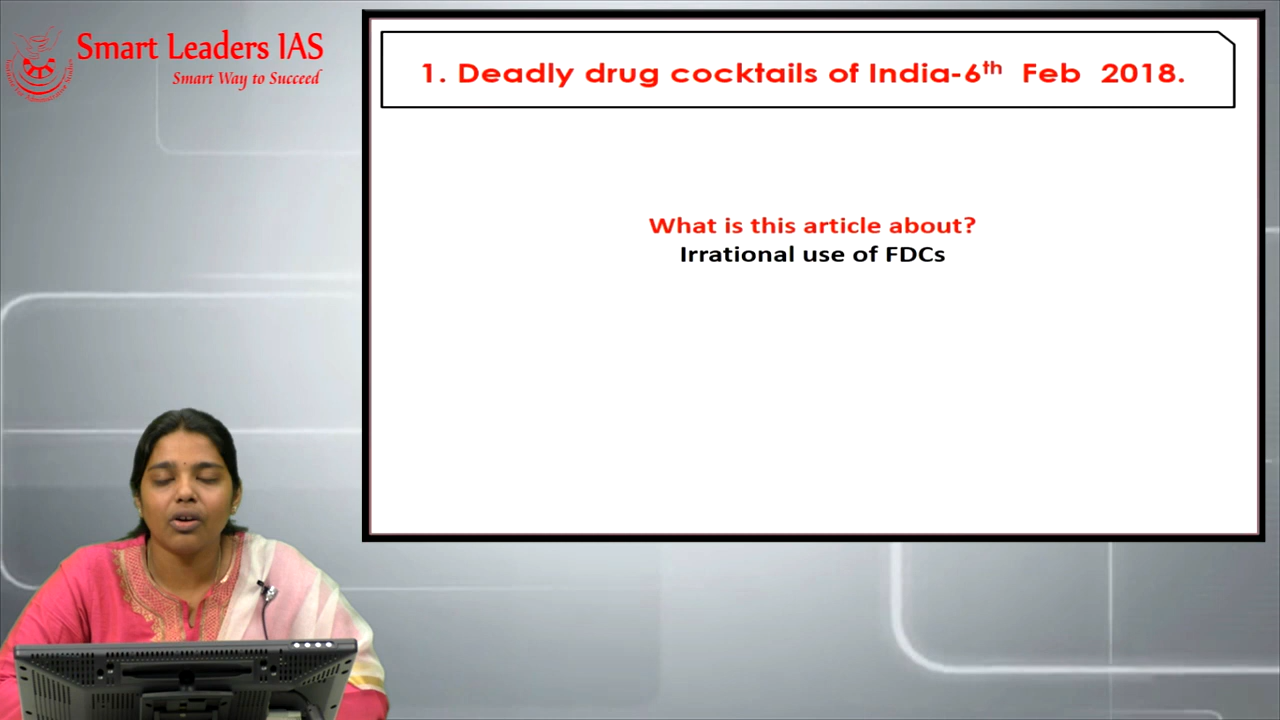 Smart Leaders IAS
Smart Way to Succeed
1. Deadly drug cocktails of India-6th Feb 2018.
What is this article about?
Irrational use of FDCs